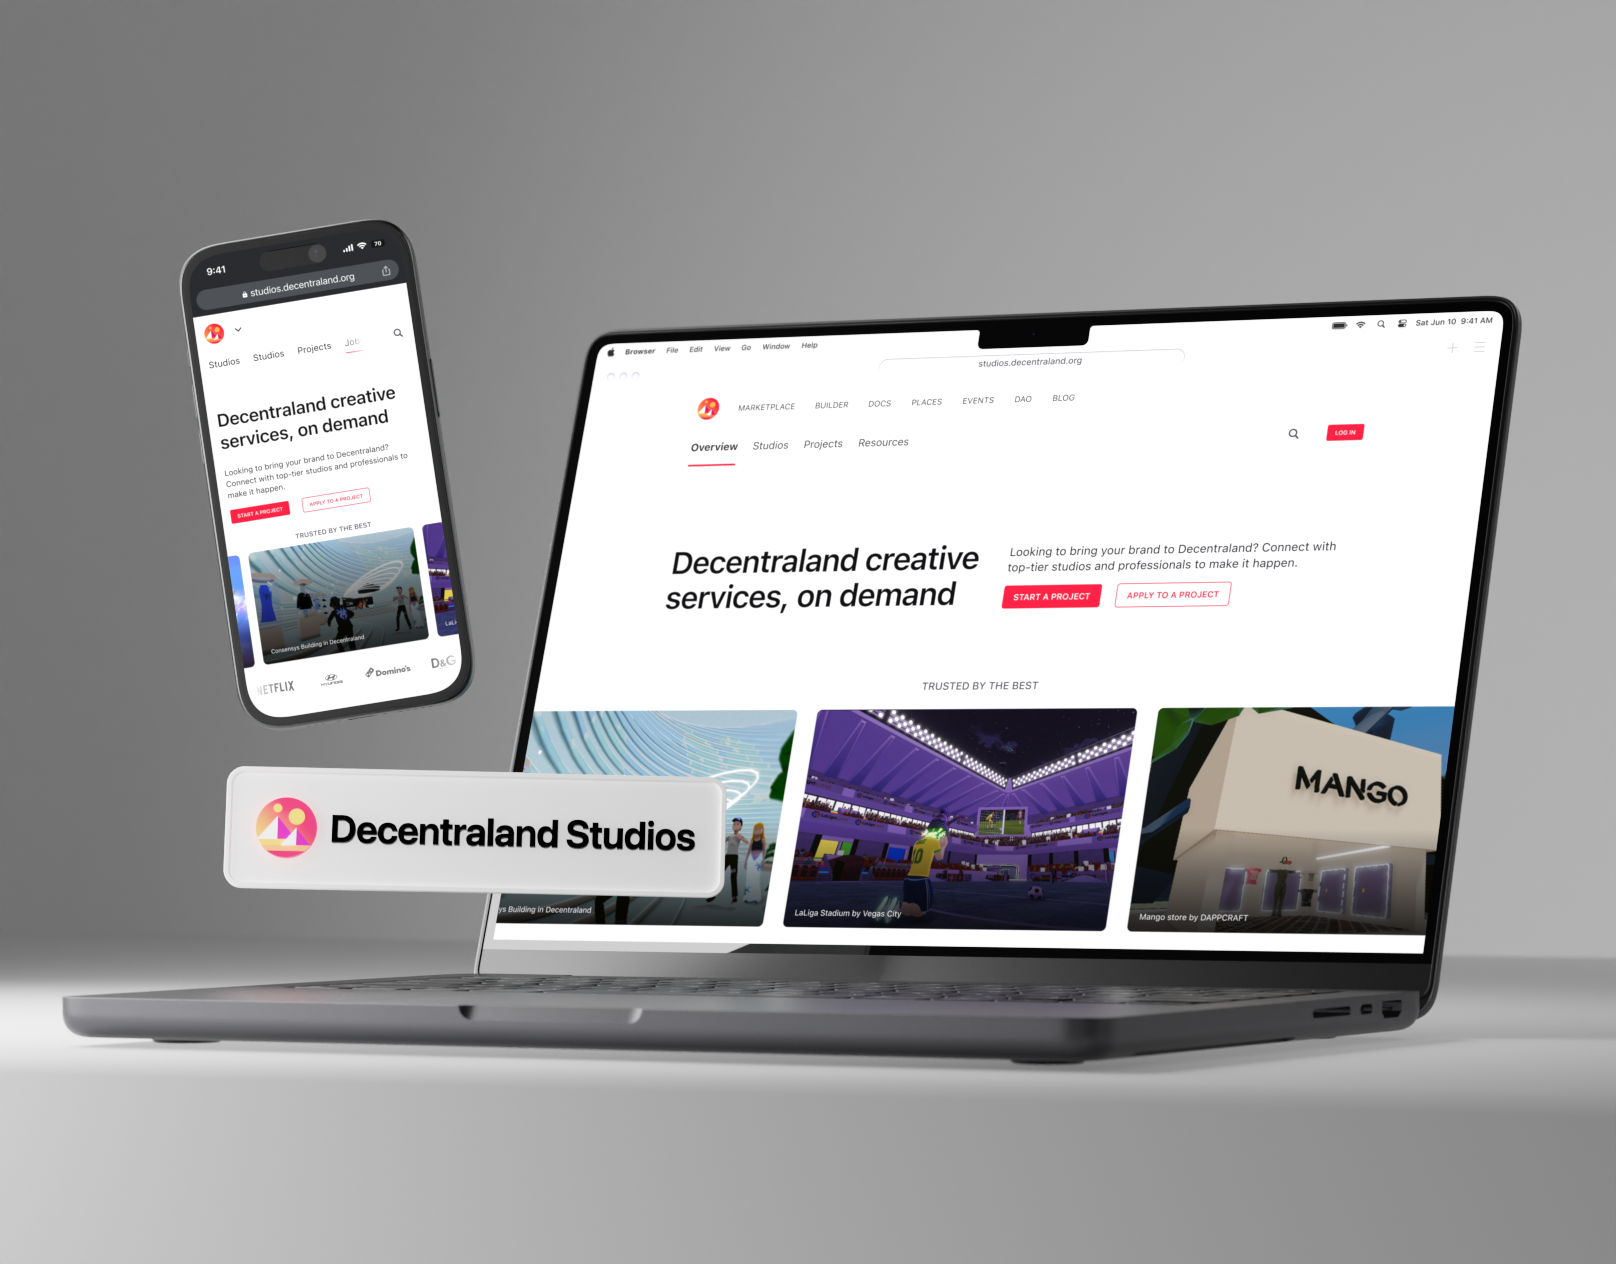 9:41
70
studios.decentraland.org
Studios
Studios
Projects
Job
Decentraland creative
services, on demand
Looking to bring your brand to Decentraland?
Connect with top-tier studios and professionals to
make it happen.
START A PROJECT
APPLY TO A PROJECT
TRUSTED BY THE BEST
Consensys Building in Decentraland
LaLi
NETFLIX
HYUNDAI
Domino's
D&G
Browser File Edit View Go Window Help
Sat Jun 10 9:41 AM
studios.decentraland.org
MARKETPLACE BUILDER DOCS PLACES EVENTS DAO BLOG
Overview Studios Projects Resources
LOG IN
Decentraland creative
services, on demand
Looking to bring your brand to Decentraland? Connect with
top-tier studios and professionals to make it happen.
START A PROJECT
APPLY TO A PROJECT
TRUSTED BY THE BEST
MANGO
10
ys Building in Decentraland
LaLiga Stadium by Vegas City
Mango store by DAPPCRAFT
Decentraland Studios